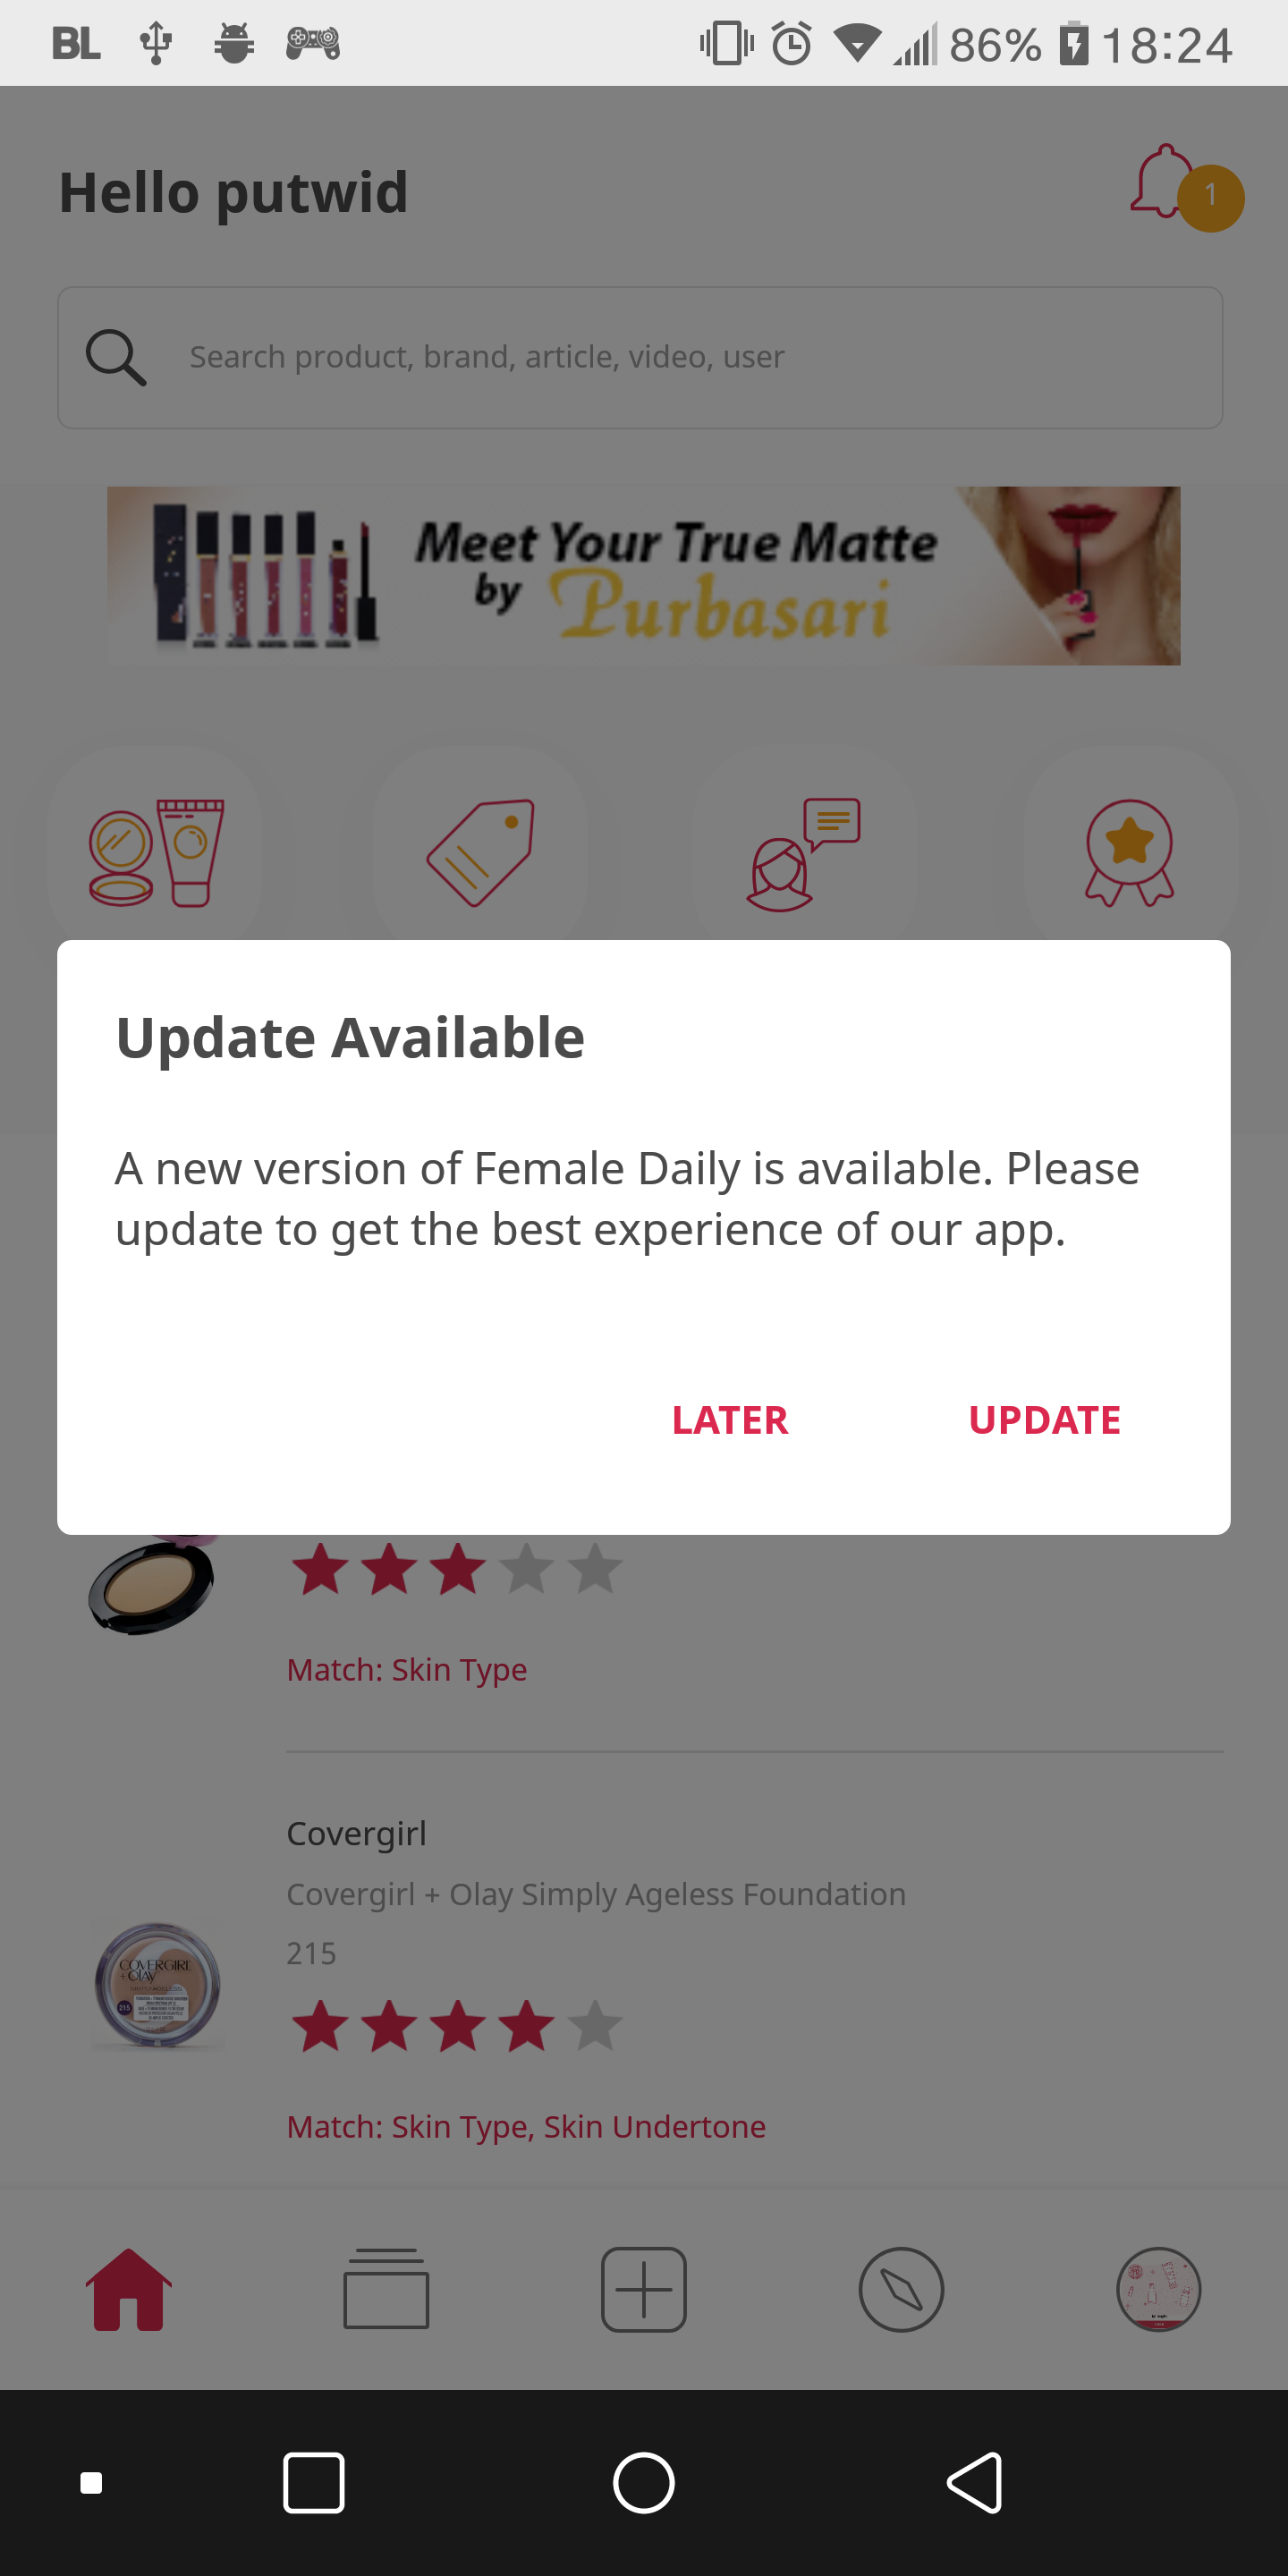 BL
86%
18:24
Hello putwid
1
Search product, brand, article, video, user
Meet Your True Matte
by Purbasari
Update Available
A new version of Female Daily is available. Please
update to get the best experience of our app.
LATER
UPDATE
Match: Skin Type
Covergirl
Covergirl + Olay Simply Ageless Foundation
215
COVERGIRL
+OLAY
215
Match: Skin Type, Skin Undertone